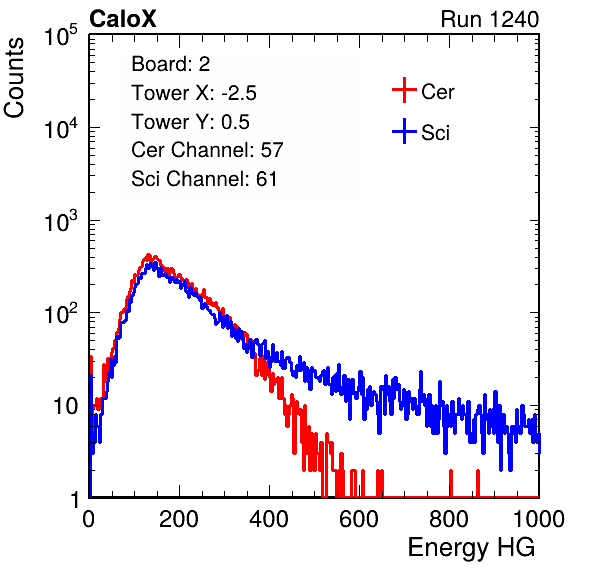 CaloX Run 1240
Counts
Board: 2
Tower X: -2.5
Tower Y: 0.5
Cer Channel: 57
Sci Channel: 61
Cer
Sci
10^5
10^4
10^3
10^2
10
1
0 200 400 600 800 1000
Energy HG